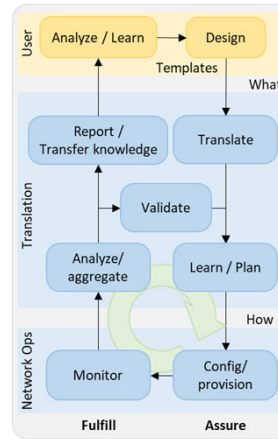 User
Analyze / Learn
Design
Templates
What
Translation
Report /
Transfer knowledge
Translate
Validate
Analyze/
aggregate
Learn / Plan
How
Network Ops
Monitor
Config/
provision
Fulfill
Assure